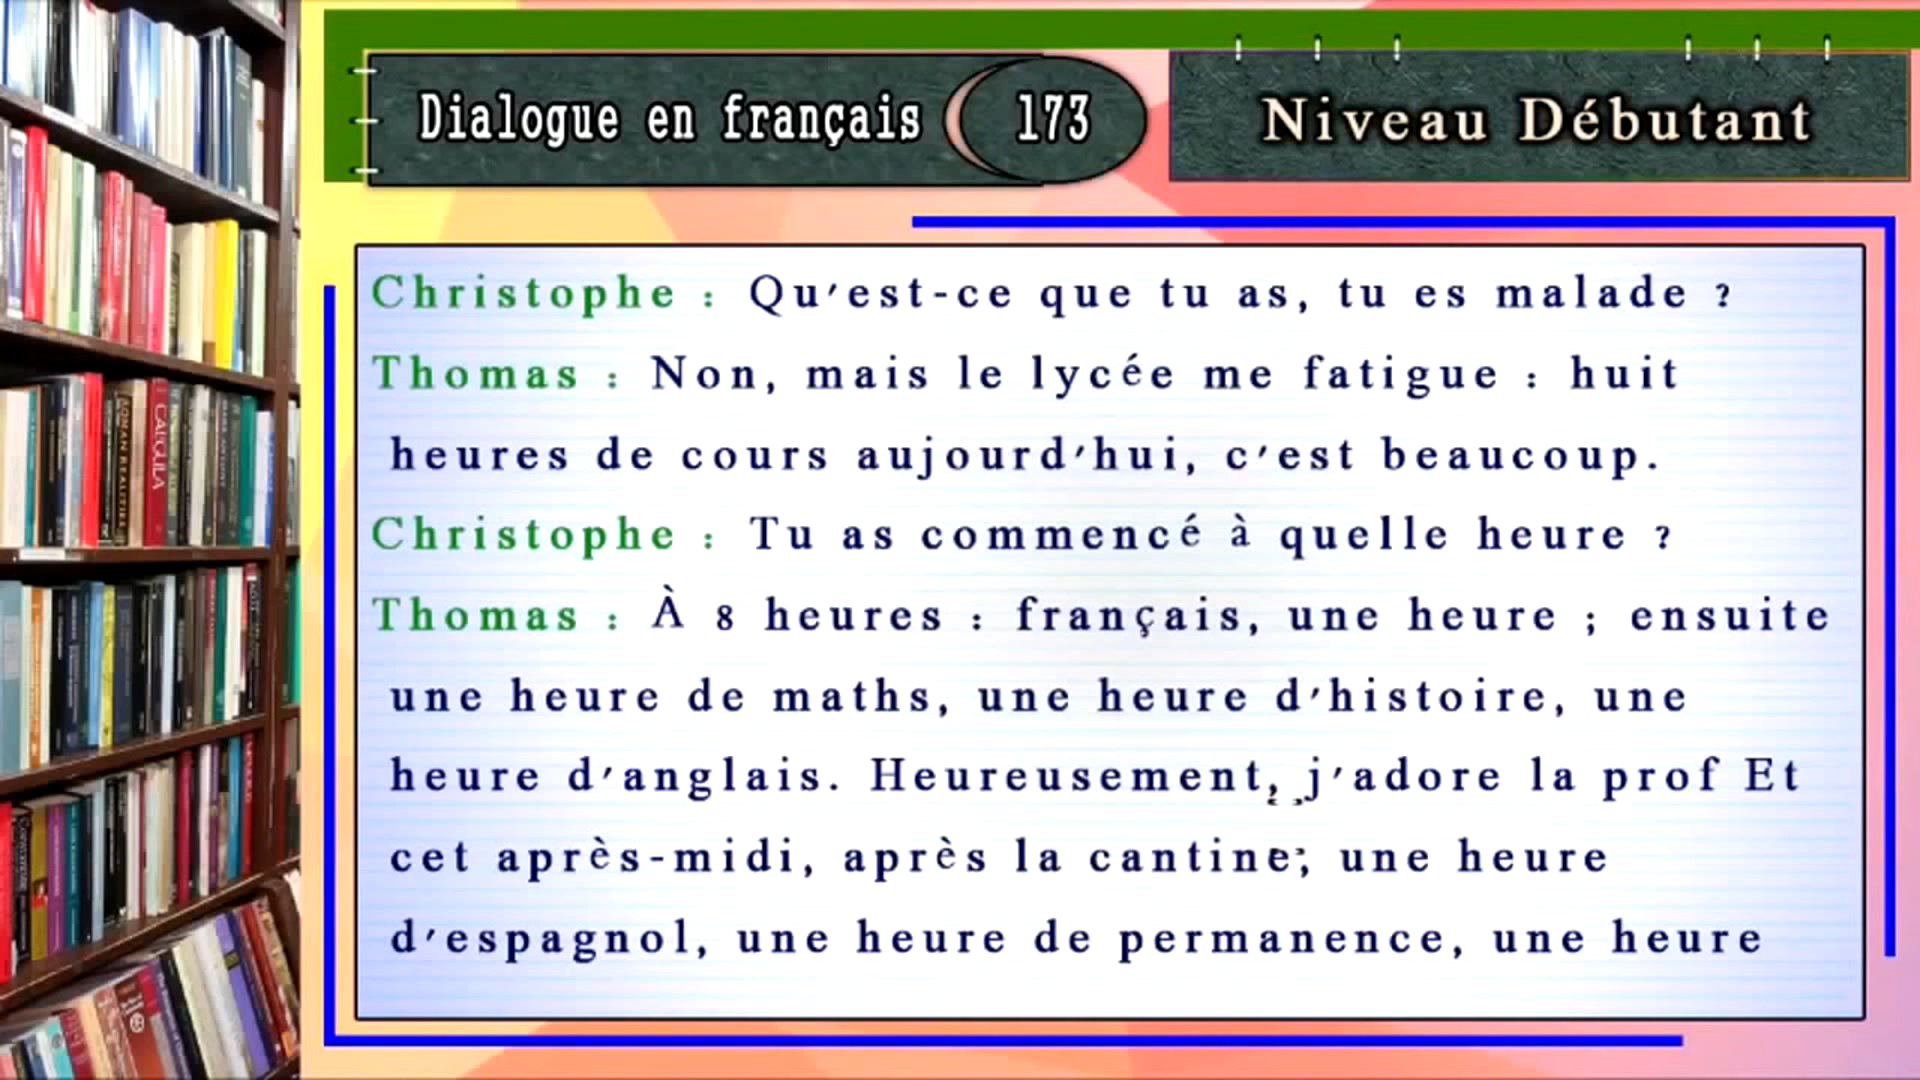 Dialogue en français 173
Niveau Débutant
Christophe : Qu'est-ce que tu as, tu es malade ?
Thomas : Non, mais le lycée me fatigue : huit
heures de cours aujourd'hui, c'est beaucoup.
Christophe : Tu as commencé à quelle heure ?
Thomas : À 8 heures : français, une heure ; ensuite
une heure de maths, une heure d'histoire, une
heure d'anglais. Heureusement, j'adore la prof Et
cet après-midi, après la cantine, une heure
d'espagnol, une heure de permanence, une heure
CALIGULA